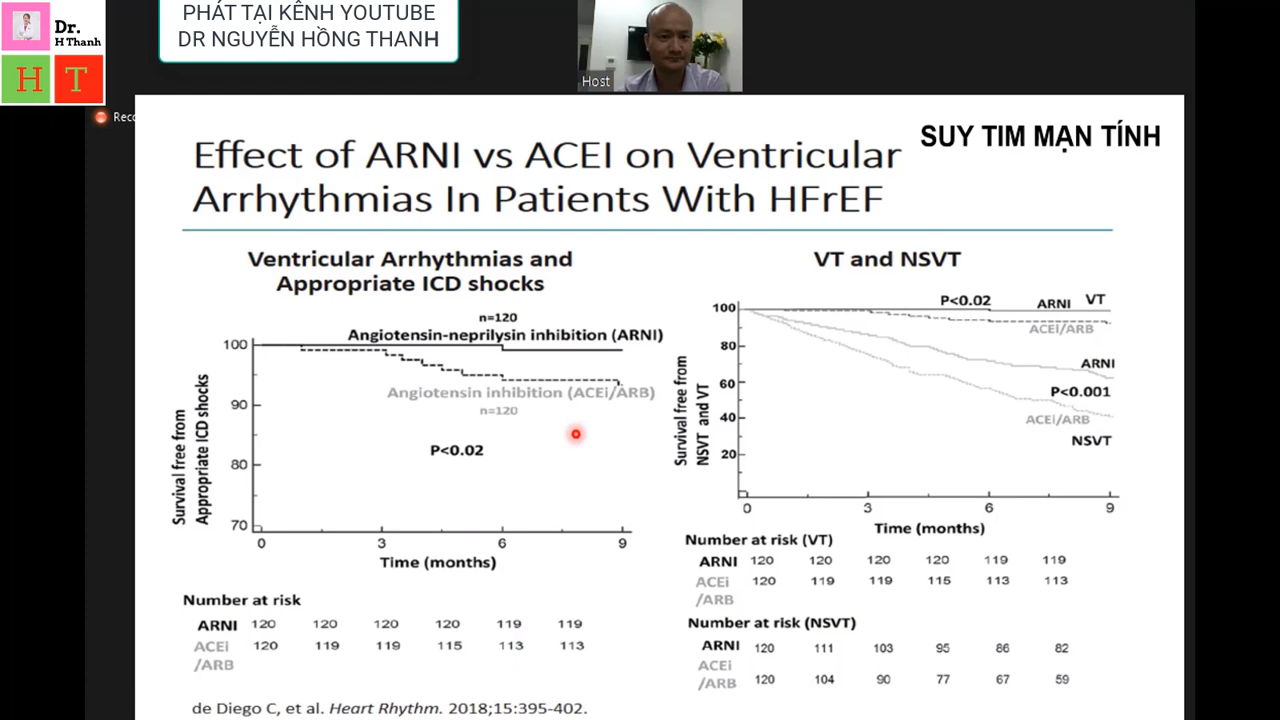 PHÁT TẠI KÊNH YOUTUBE
DR NGUYỄN HỒNG THANH
Dr.
H Thanh
H T
Host
Reco
SUY TIM MẠN TÍNH
Effect of ARNI vs ACEI on Ventricular
Arrhythmias In Patients With HFrEF
Ventricular Arrhythmias and
Appropriate ICD shocks
n=120
Angiotensin-neprilysin inhibition (ARNI)
Angiotensin inhibition (ACEi/ARB)
n=120
P<0.02
Survival free from
Appropriate ICD shocks
100
90
80
70
0 3 6 9
Time (months)
Number at risk
ARNI 120 120 120 120 119 119
ACEi
/ARB
120 119 119 115 113 113
VT and NSVT
P<0.02 ARNI VT
ACEi/ARB
ARNI
P<0.001
ACEi/ARB
NSVT
Survival free from
NSVT and VT
100
80
60
40
20
0 3 6 9
Time (months)
Number at risk (VT)
ARNI 120 120 120 120 119 119
ACEi
/ARB
120 119 119 115 113 113
Number at risk (NSVT)
ARNI 120 111 103 95 86 82
ACEi
/ARB
120 104 90 77 67 59
de Diego C, et al. Heart Rhythm. 2018;15:395-402.